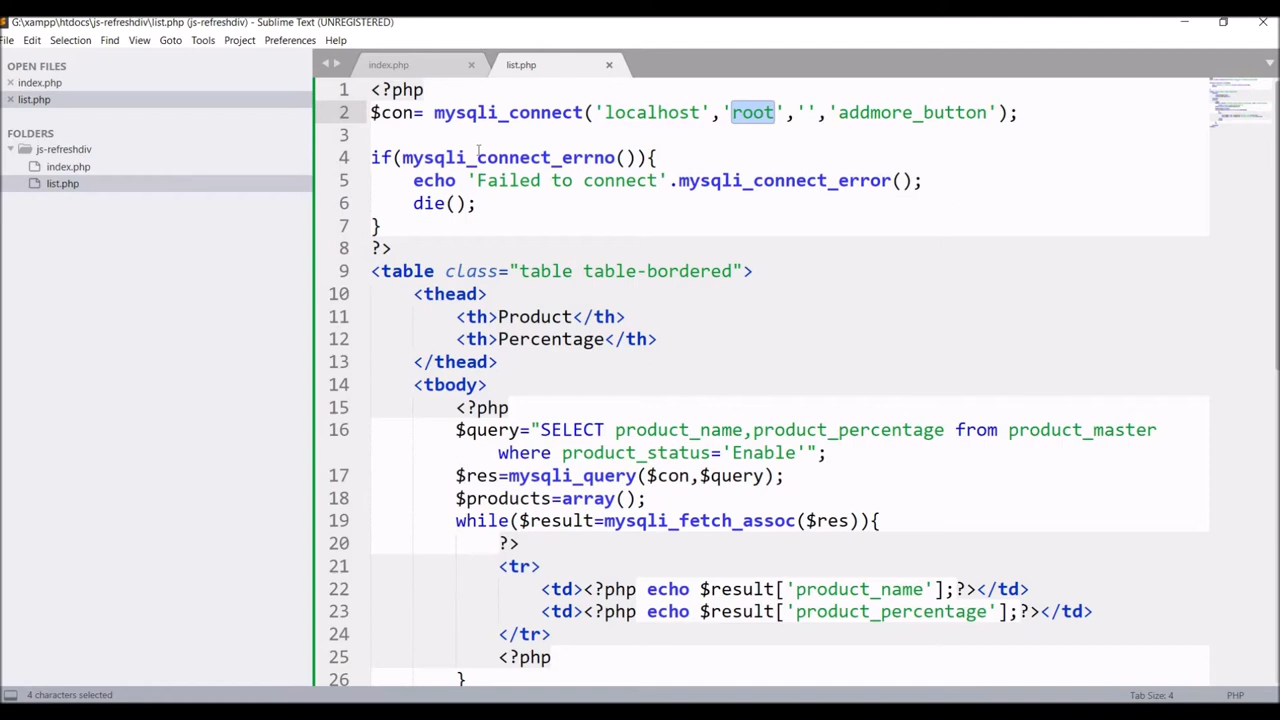 G:\xampp\htdocs\js-refreshdiv\list.php (js-refreshdiv) - Sublime Text (UNREGISTERED)
File Edit Selection Find View Goto Tools Project Preferences Help
OPEN FILES
× index.php
× list.php
FOLDERS
js-refreshdiv
index.php
list.php
index.php × list.php ×
1 <?php
2 $con= mysqli_connect('localhost','root','','addmore_button');
3
4 if(mysqli_connect_errno()){
5 echo 'Failed to connect'.mysqli_connect_error();
6 die();
7 }
8 ?>
9 <table class="table table-bordered">
10 <thead>
11 <th>Product</th>
12 <th>Percentage</th>
13 </thead>
14 <tbody>
15 <?php
16 $query="SELECT product_name,product_percentage from product_master
where product_status='Enable'";
17 $res=mysqli_query($con,$query);
18 $products=array();
19 while($result=mysqli_fetch_assoc($res)){
20 ?>
21 <tr>
22 <td><?php echo $result['product_name'];?></td>
23 <td><?php echo $result['product_percentage'];?></td>
24 </tr>
25 <?php
26 }
4 characters selected Tab Size: 4 PHP